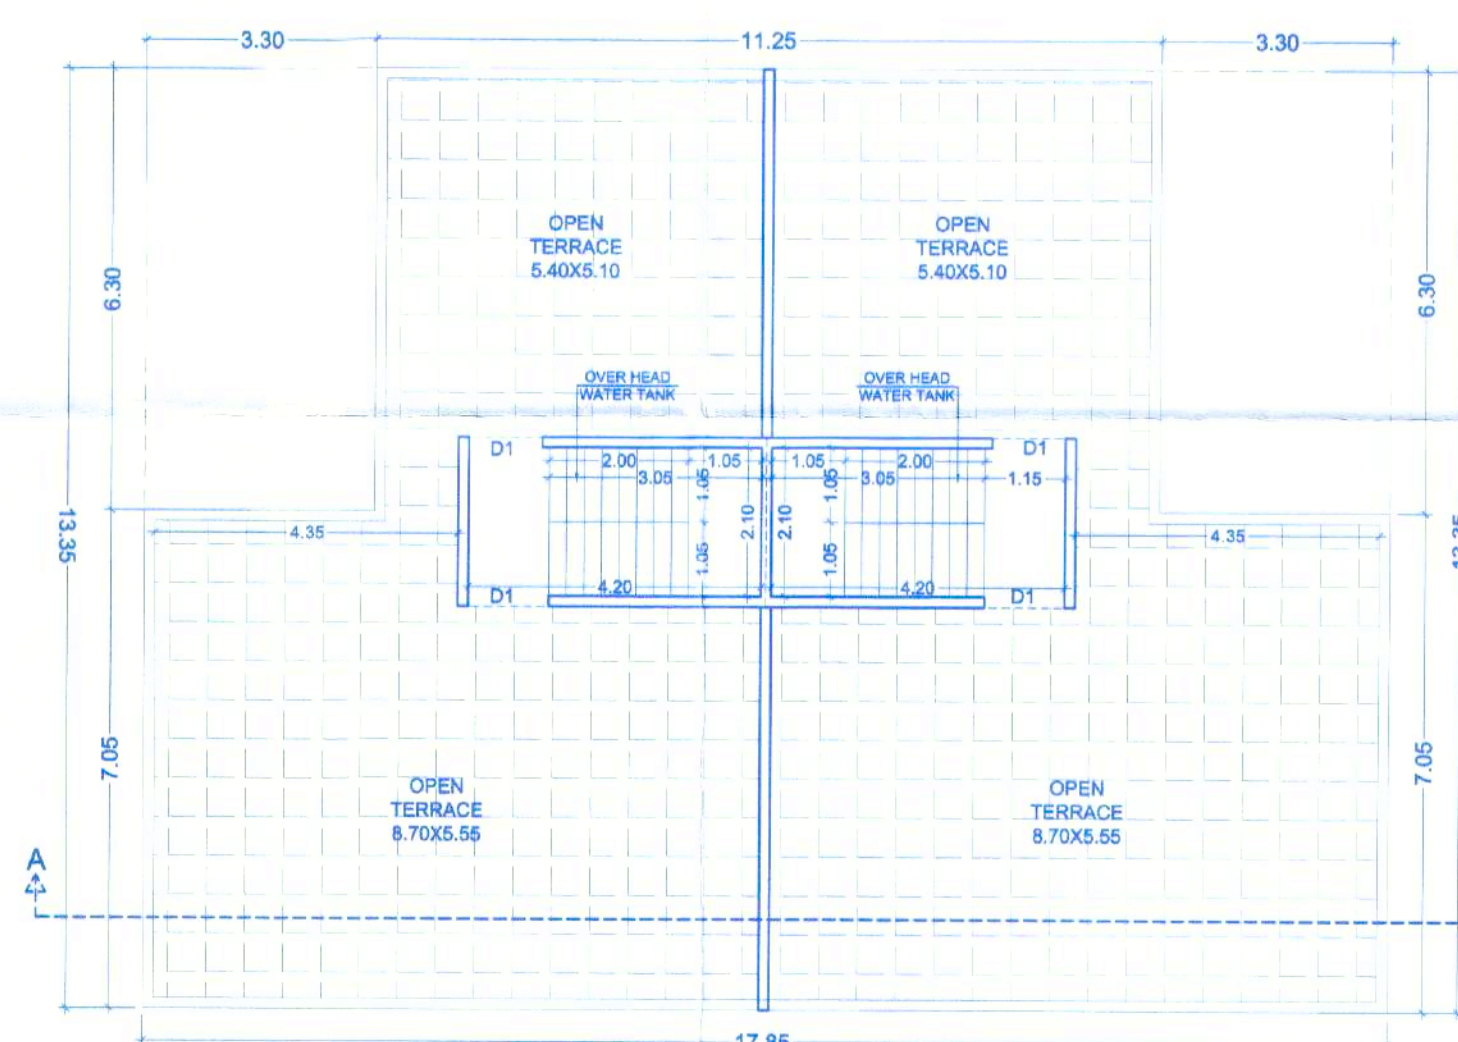 3.30
11.25
3.30
OPEN
TERRACE
5.40X5.10
OPEN
TERRACE
5.40X5.10
6.30
6.30
OVER HEAD
WATER TANK
OVER HEAD
WATER TANK
D1
D1
2.00
1.05
1.05
2.00
3.05
1.05
1.05
3.05
1.15
13.35
4.35
2.10
2.10
4.35
1.05
1.05
4.20
4.20
D1
D1
7.05
7.05
OPEN
TERRACE
8.70X5.55
OPEN
TERRACE
8.70X5.55
A
17.85